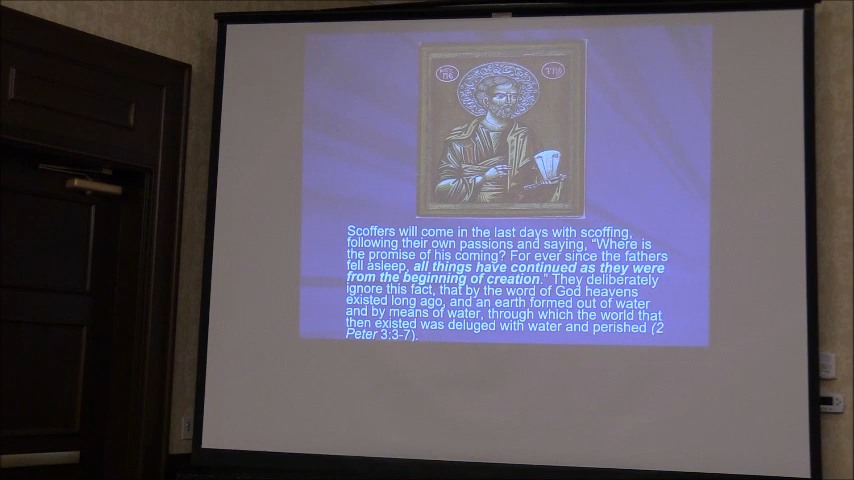 Scoffers will come in the last days with scoffing,
following their own passions and saying, “Where is
the promise of his coming? For ever since the fathers
fell asleep, all things have continued as they were
from the beginning of creation.” They deliberately
ignore this fact, that by the word of God heavens
existed long ago, and an earth formed out of water
and by means of water, through which the world that
then existed was deluged with water and perished (2
Peter 3:3-7).